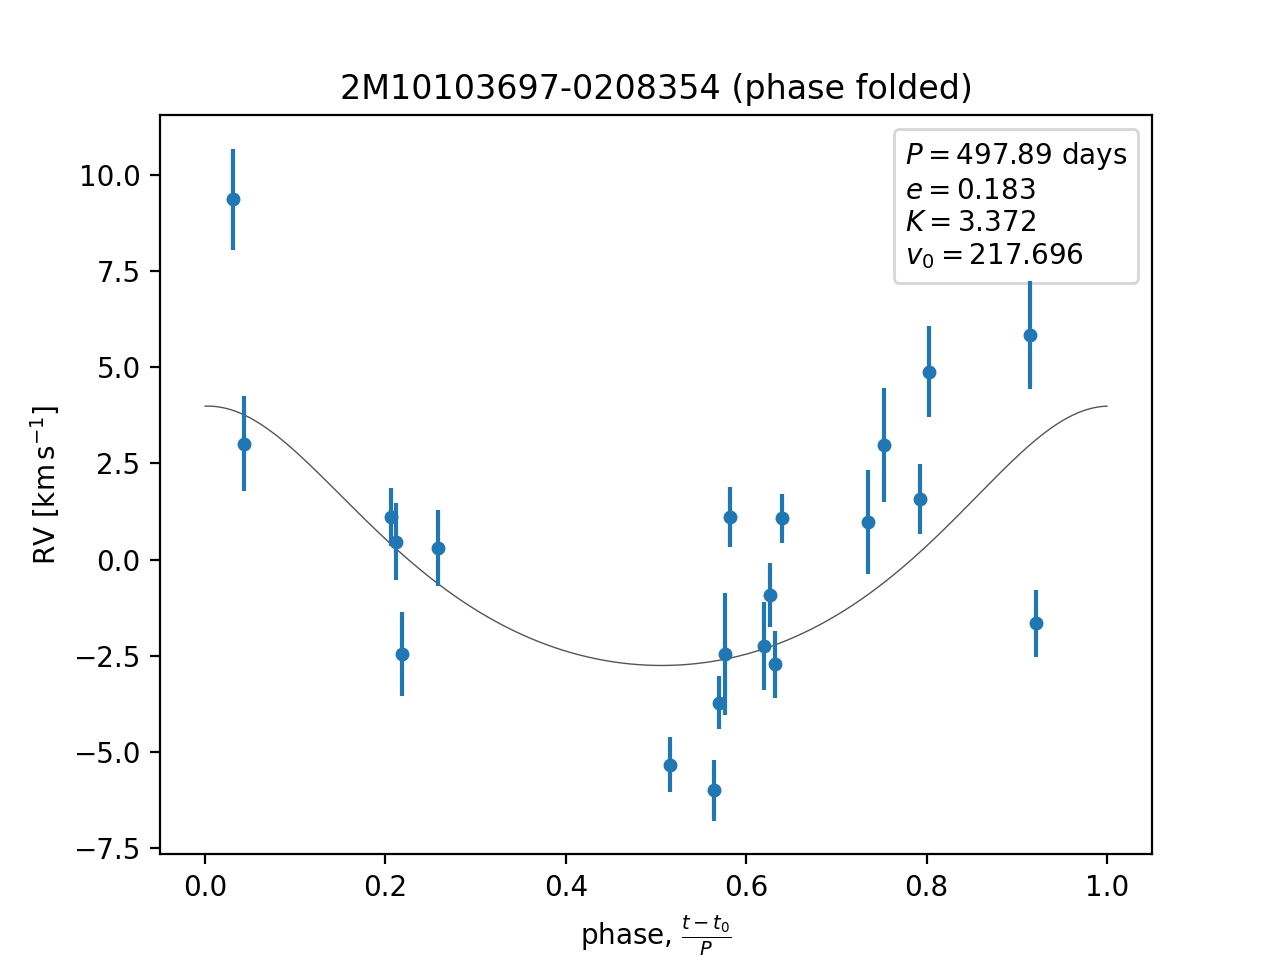 2M10103697-0208354 (phase folded)
P = 497.89 days
e = 0.183
K = 3.372
v₀ = 217.696
RV [km s⁻¹]
10.0
7.5
5.0
2.5
0.0
−2.5
−5.0
−7.5
0.0 0.2 0.4 0.6 0.8 1.0
phase, (t − t₀)/P